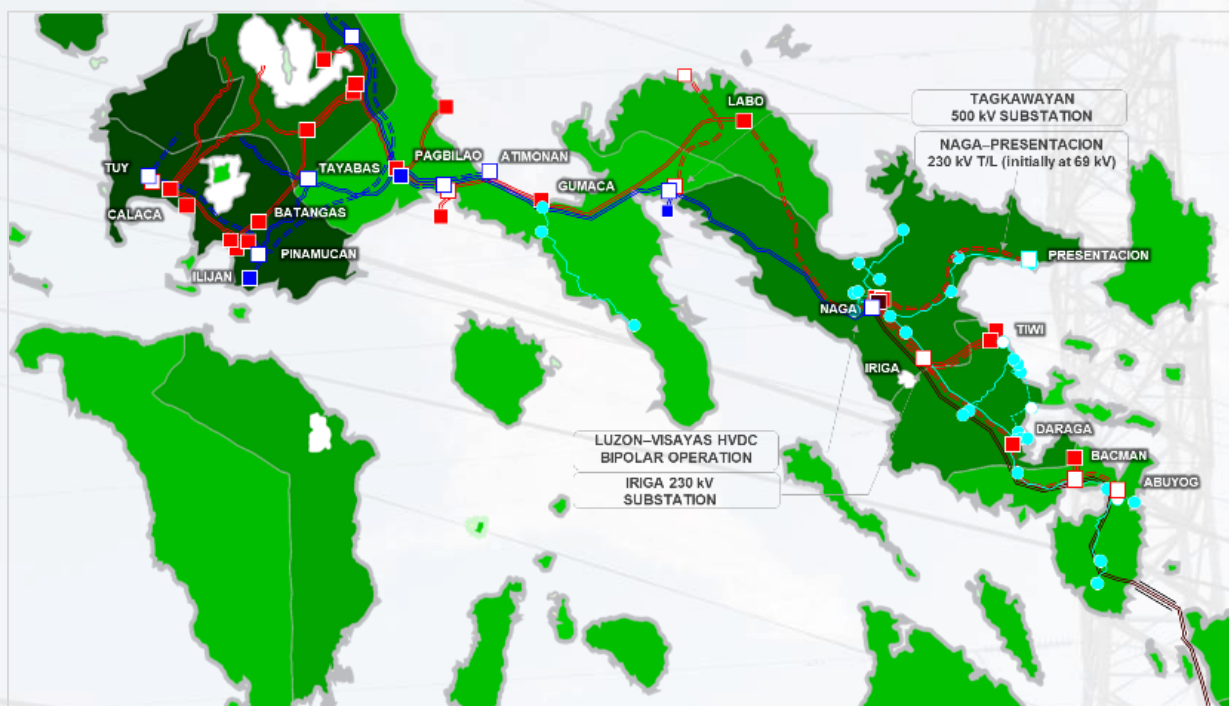 LABO
TAGKAWAYAN
500 kV SUBSTATION
NAGA–PRESENTACION
230 kV T/L (initially at 69 kV)
TUY
TAYABAS
PAGBILAO
ATIMONAN
GUMACA
CALACA
BATANGAS
PINAMUCAN
ILIJAN
PRESENTACION
NAGA
TIWI
IRIGA
DARAGA
LUZON–VISAYAS HVDC
BIPOLAR OPERATION
BACMAN
IRIGA 230 kV
SUBSTATION
ABUYOG